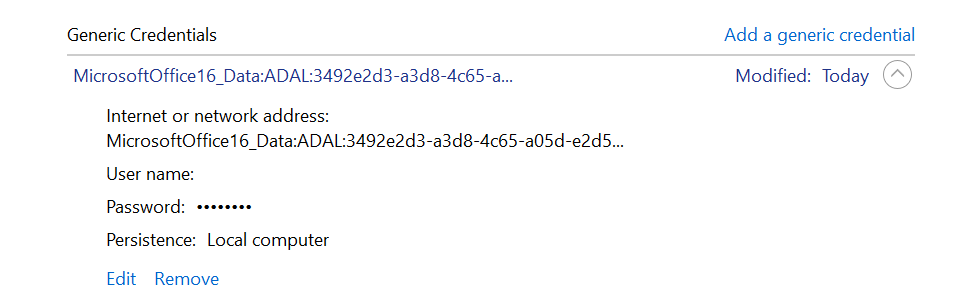 Generic Credentials Add a generic credential
MicrosoftOffice16_Data:ADAL:3492e2d3-a3d8-4c65-a... Modified: Today
Internet or network address:
MicrosoftOffice16_Data:ADAL:3492e2d3-a3d8-4c65-a05d-e2d5...
User name:
Password: ••••••••
Persistence: Local computer
Edit Remove